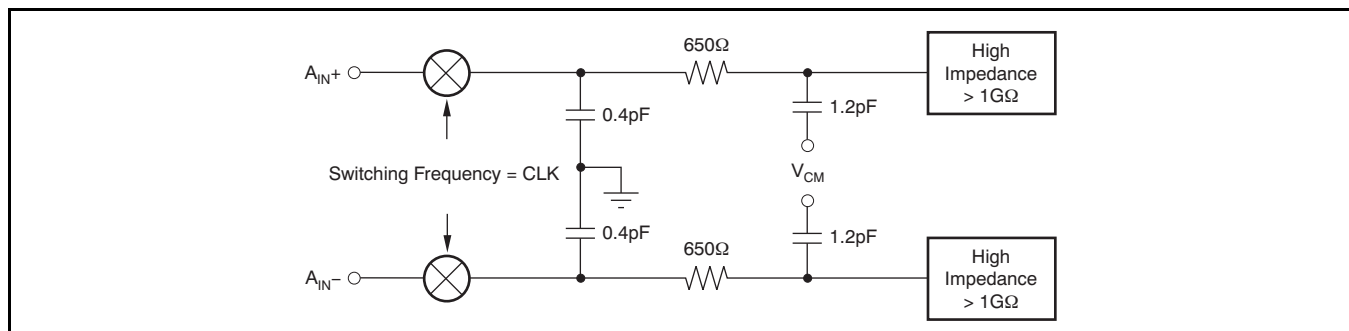 650Ω
High
Impedance
> 1GΩ
A_IN+
0.4pF
1.2pF
Switching Frequency = CLK
V_CM
0.4pF
1.2pF
650Ω
High
Impedance
> 1GΩ
A_IN−